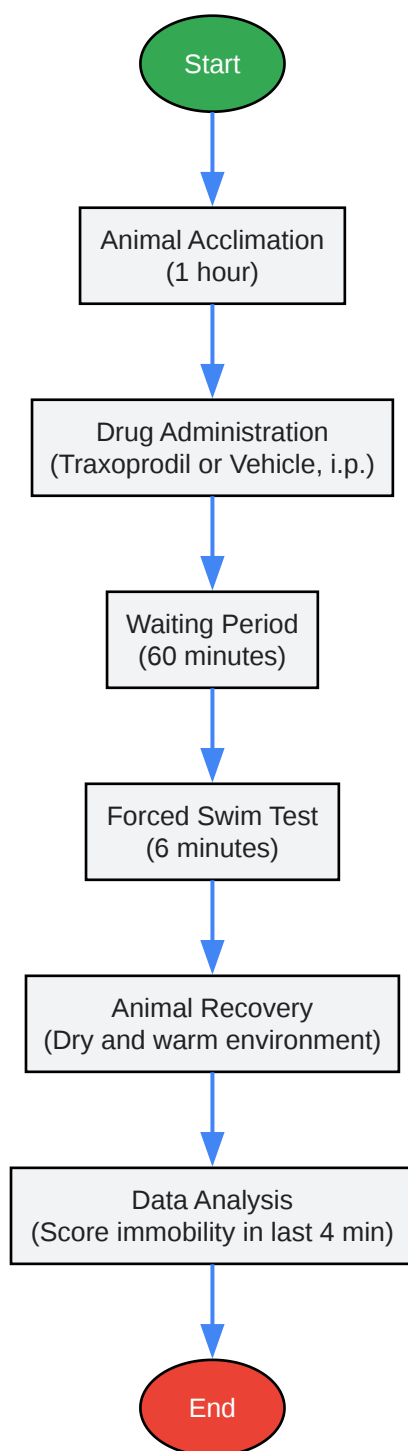 Start
Animal Acclimation
(1 hour)
Drug Administration
(Traxoprodil or Vehicle, i.p.)
Waiting Period
(60 minutes)
Forced Swim Test
(6 minutes)
Animal Recovery
(Dry and warm environment)
Data Analysis
(Score immobility in last 4 min)
End